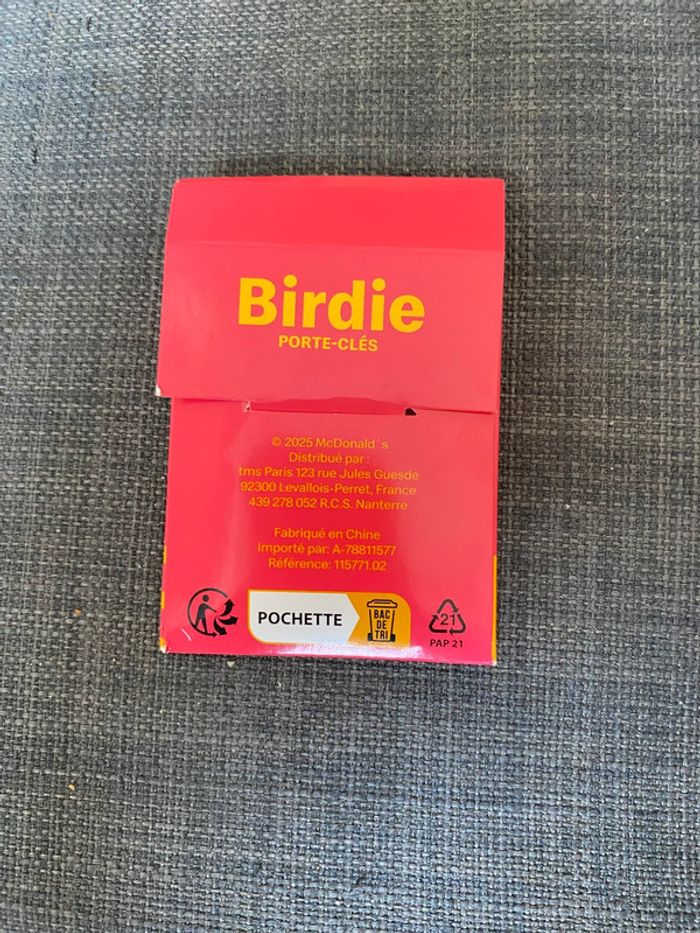 Birdie
PORTE-CLÉS
© 2025 McDonald´s
Distribué par :
tms Paris 123 rue Jules Guesde
92300 Levallois-Perret, France
439 278 052 R.C.S. Nanterre
Fabriqué en Chine
Importé par: A-78811577
Référence: 115771.02
POCHETTE
BAC
DE
TRI
21
PAP 21